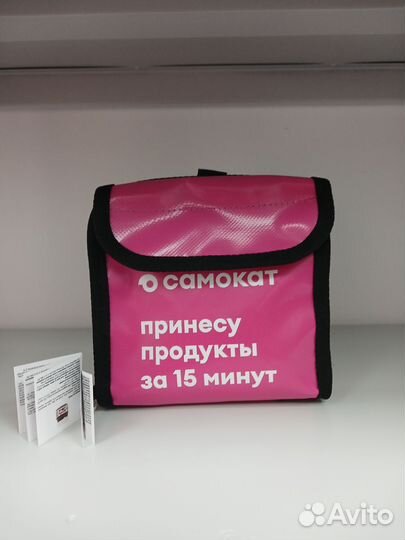 самокат
принесу
продукты
за 15 минут
Avito